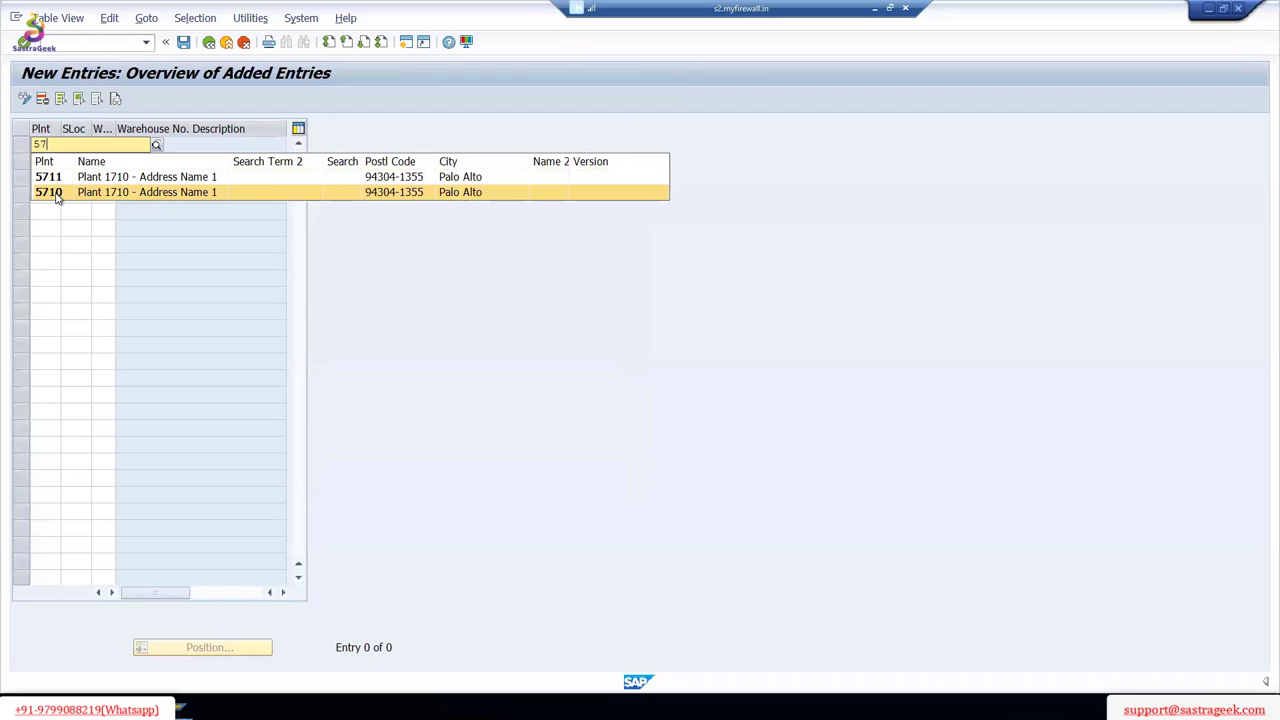 Table View Edit Goto Selection Utilities System Help
s2.myfirewall.in
SastraGeek
New Entries: Overview of Added Entries
Plnt SLoc W... Warehouse No. Description
57
Plnt Name Search Term 2 Search Postl Code City Name 2 Version
5711 Plant 1710 - Address Name 1 94304-1355 Palo Alto
5710 Plant 1710 - Address Name 1 94304-1355 Palo Alto
Position... Entry 0 of 0
SAP
+91-9799088219(Whatsapp) support@sastrageek.com